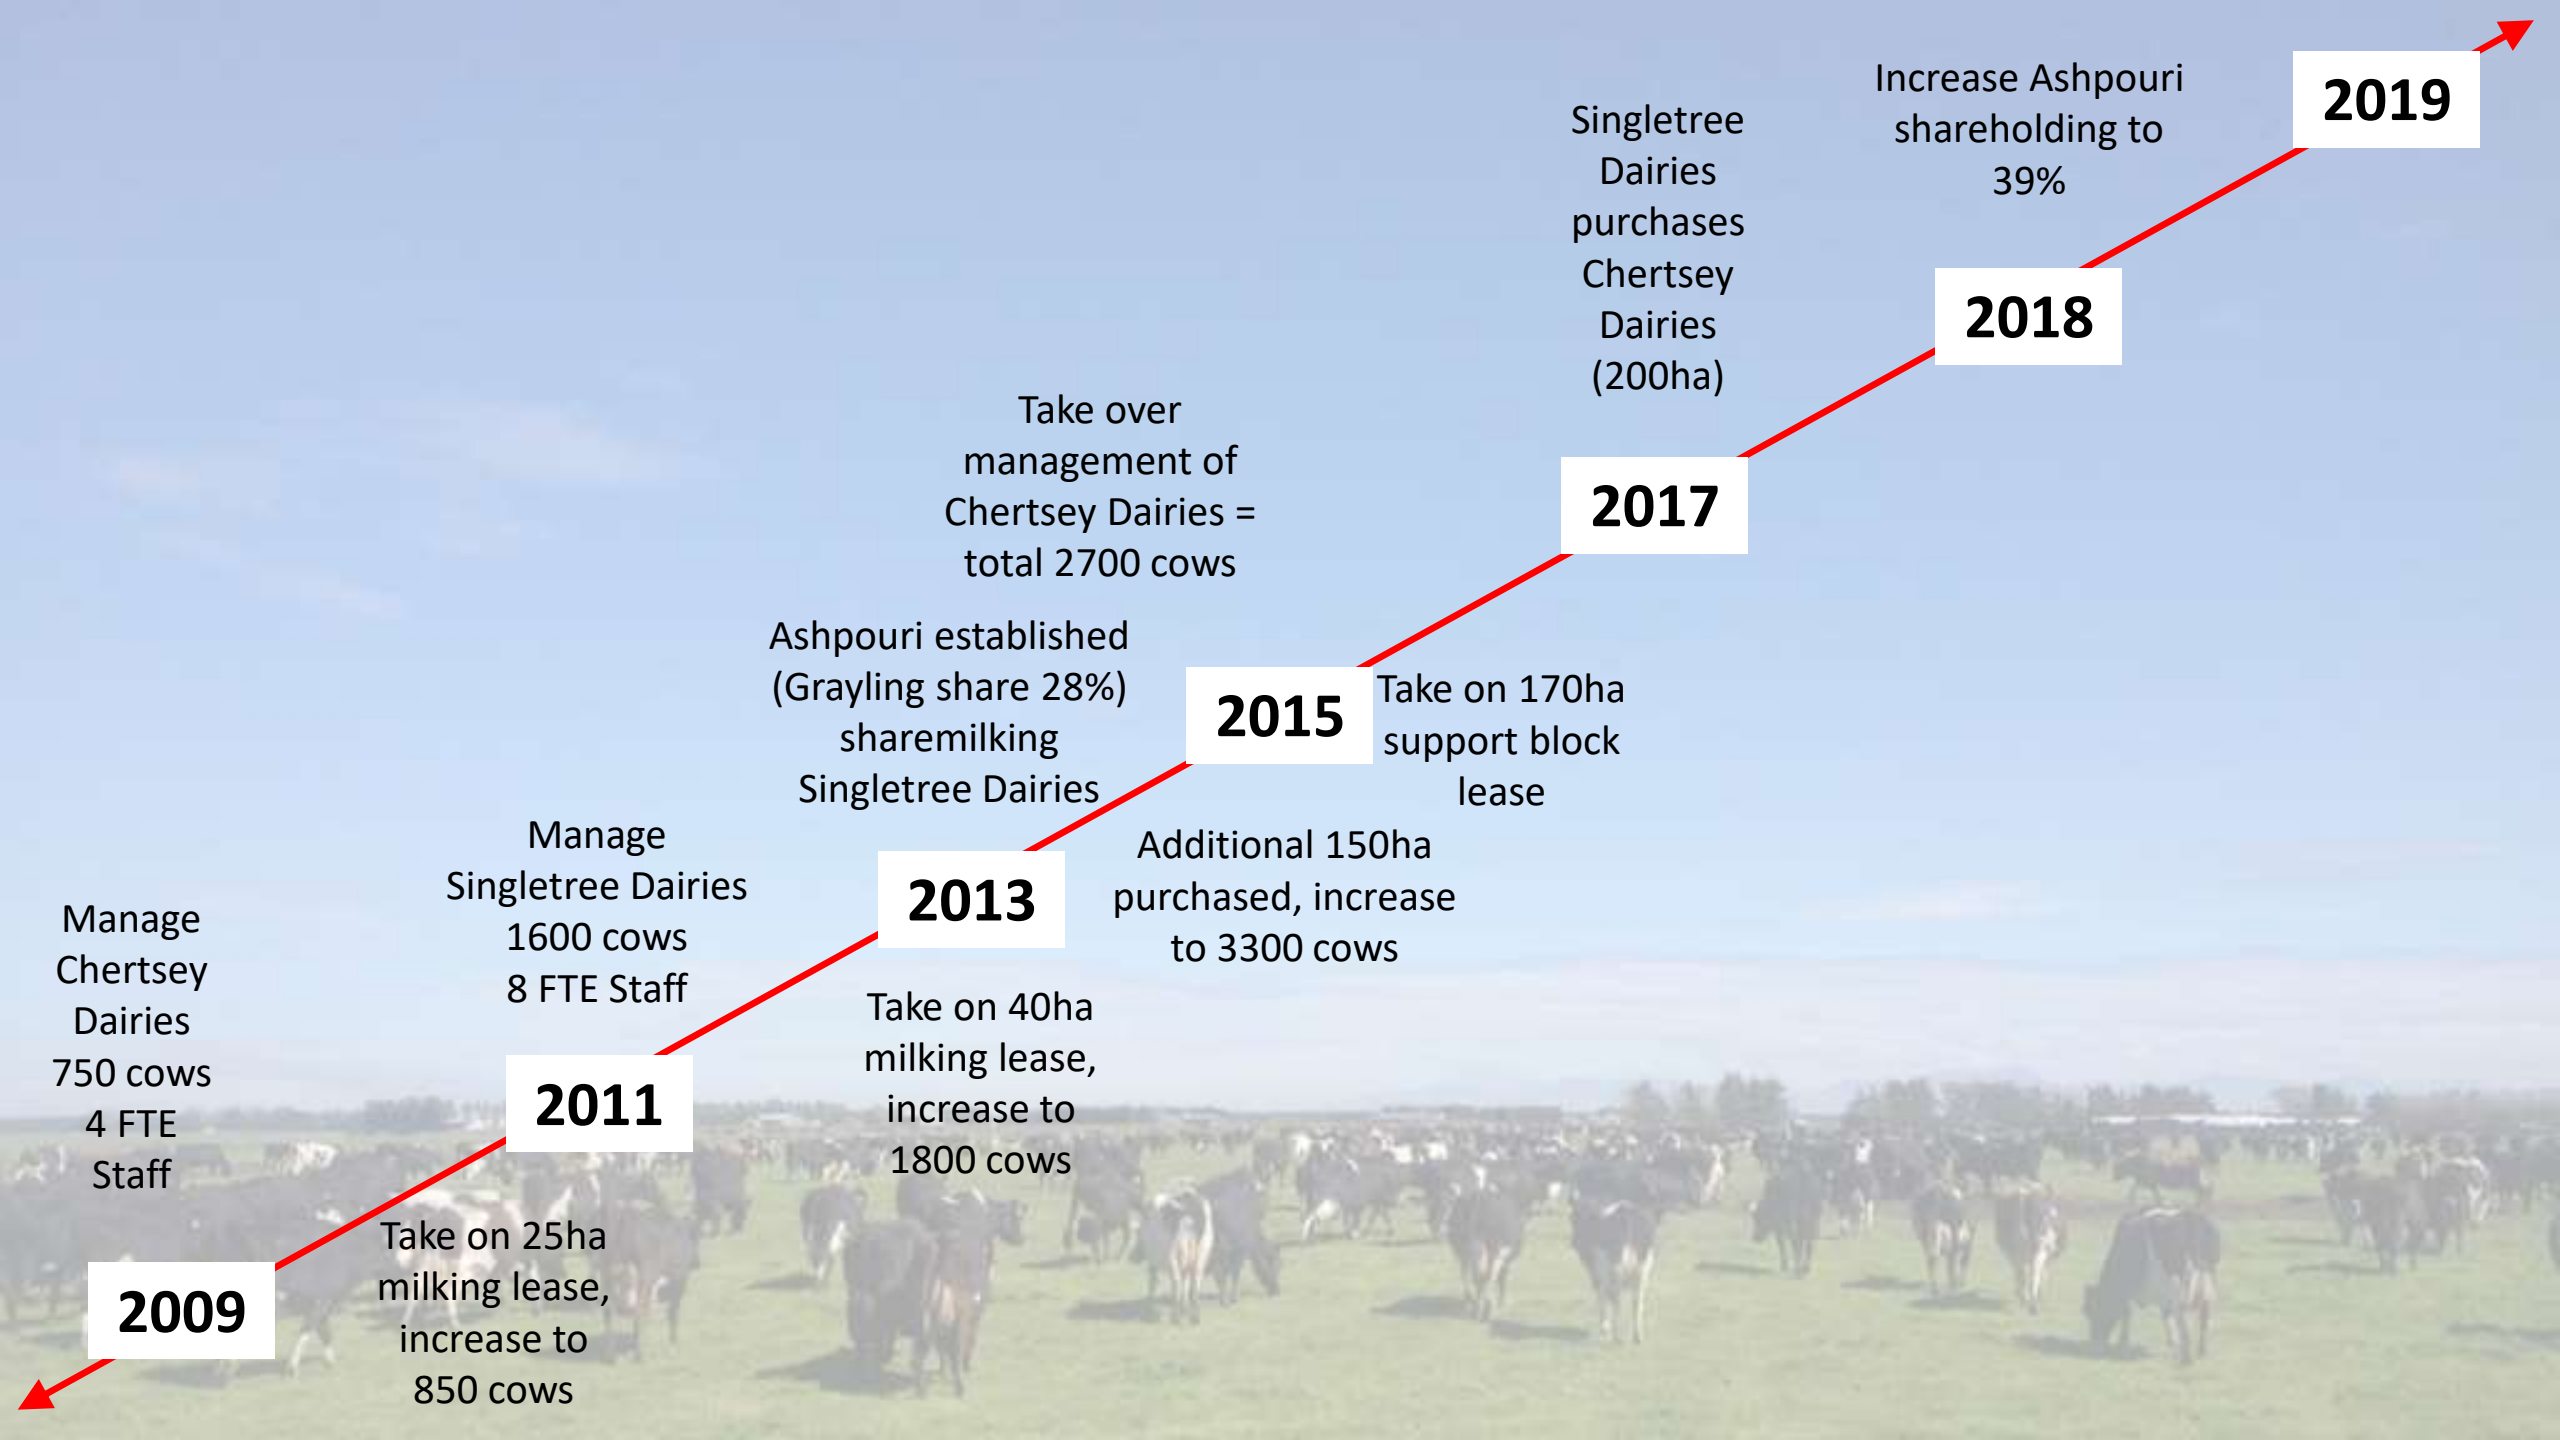 Manage
Chertsey
Dairies
750 cows
4 FTE
Staff
2009
Take on 25ha
milking lease,
increase to
850 cows
Manage
Singletree Dairies
1600 cows
8 FTE Staff
2011
Take on 40ha
milking lease,
increase to
1800 cows
Ashpouri established
(Grayling share 28%)
sharemilking
Singletree Dairies
2013
Additional 150ha
purchased, increase
to 3300 cows
Take over
management of
Chertsey Dairies =
total 2700 cows
2015
Take on 170ha
support block
lease
Singletree
Dairies
purchases
Chertsey
Dairies
(200ha)
2017
Increase Ashpouri
shareholding to
39%
2018
2019